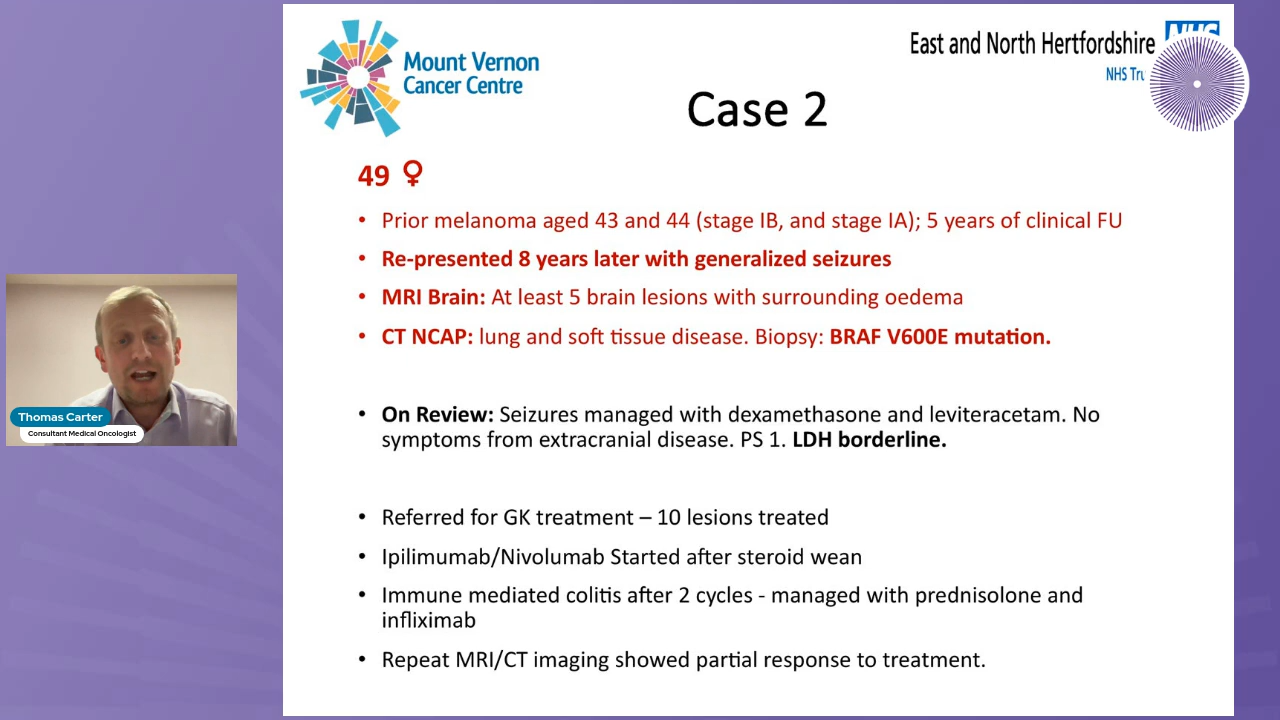 Mount Vernon
Cancer Centre
East and North Hertfordshire
NHS
Case 2
49 ♀
• Prior melanoma aged 43 and 44 (stage IB, and stage IA); 5 years of clinical FU
• Re-presented 8 years later with generalized seizures
• MRI Brain: At least 5 brain lesions with surrounding oedema
• CT NCAP: lung and soft tissue disease. Biopsy: BRAF V600E mutation.
• On Review: Seizures managed with dexamethasone and leviteracetam. No
symptoms from extracranial disease. PS 1. LDH borderline.
• Referred for GK treatment – 10 lesions treated
• Ipilimumab/Nivolumab Started after steroid wean
• Immune mediated colitis after 2 cycles - managed with prednisolone and
infliximab
• Repeat MRI/CT imaging showed partial response to treatment.
Thomas Carter
Consultant Medical Oncologist